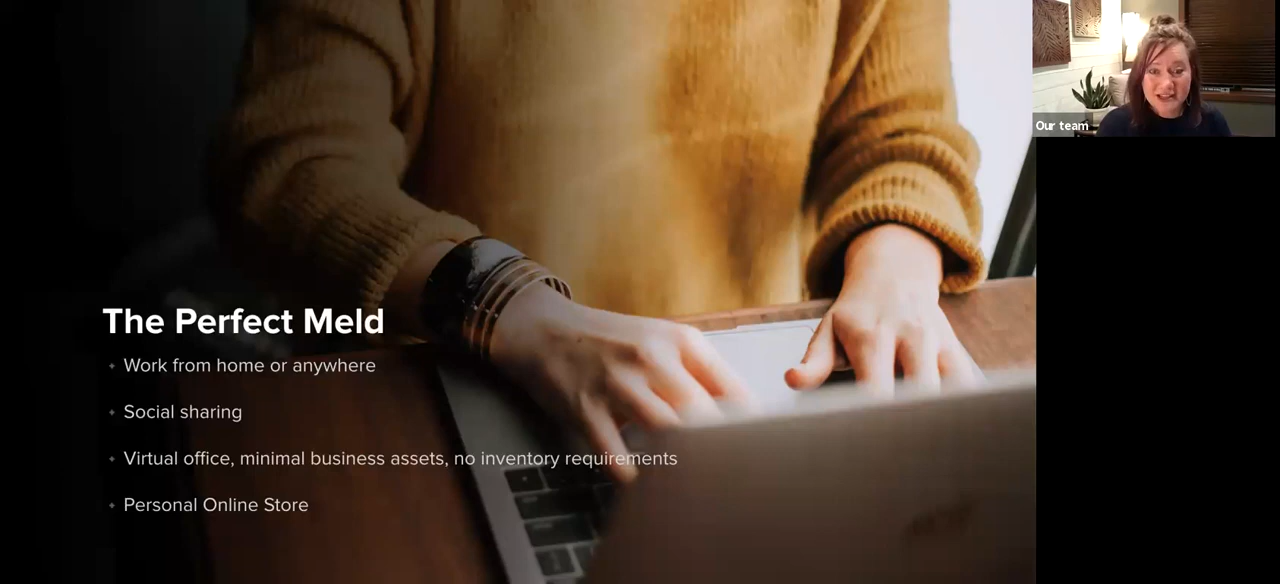 The Perfect Meld
Work from home or anywhere
Social sharing
Virtual office, minimal business assets, no inventory requirements
Personal Online Store
Our team